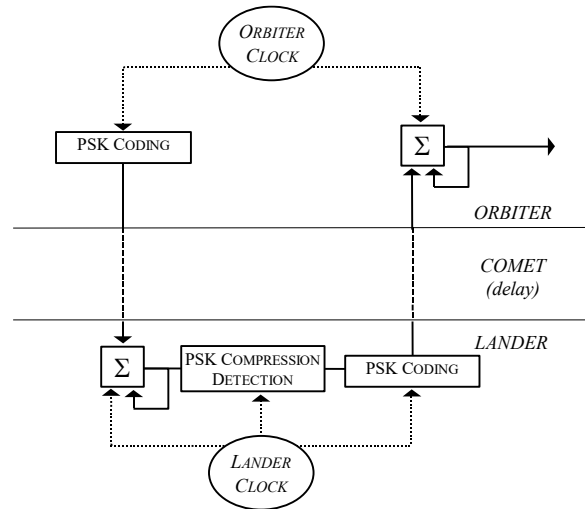 ORBITER
CLOCK
PSK CODING
Σ
ORBITER
COMET
(delay)
LANDER
Σ
PSK COMPRESSION
DETECTION
PSK CODING
LANDER
CLOCK